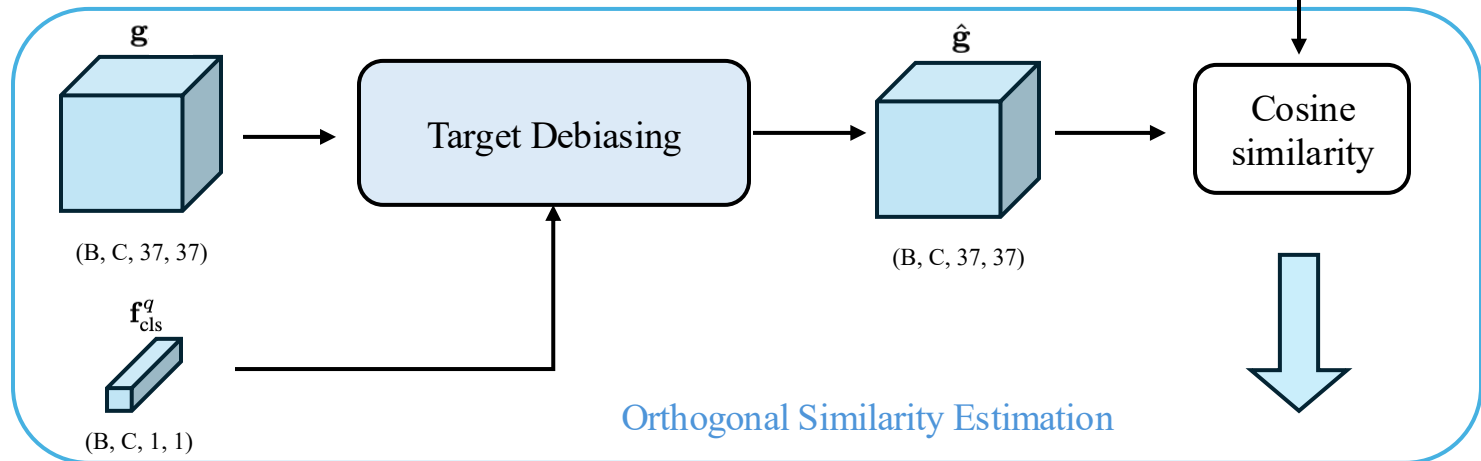 g
Target Debiasing
ĝ
Cosine
similarity
(B, C, 37, 37)
(B, C, 37, 37)
f^q_cls
(B, C, 1, 1)
Orthogonal Similarity Estimation